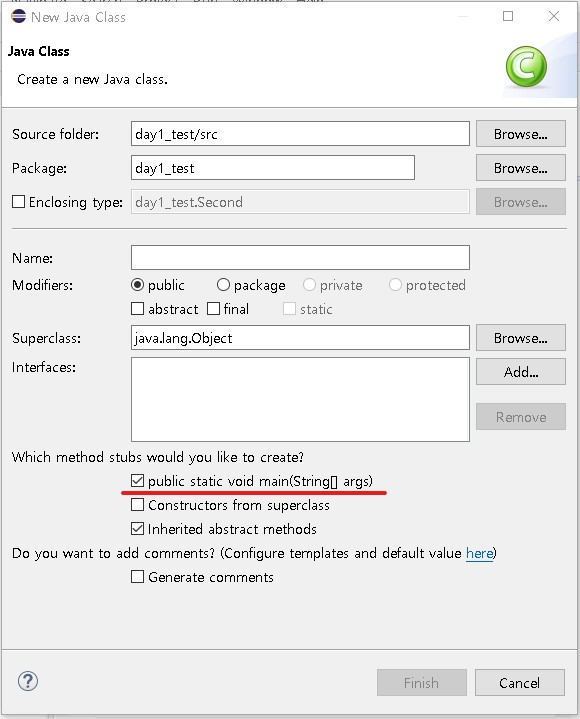 New Java Class
Java Class
Create a new Java class.
C
Source folder: day1_test/src Browse...
Package: day1_test Browse...
Enclosing type: day1_test.Second Browse...
Name:
Modifiers: public package private protected
abstract final static
Superclass: java.lang.Object Browse...
Interfaces: Add...
Remove
Which method stubs would you like to create?
public static void main(String[] args)
Constructors from superclass
Inherited abstract methods
Do you want to add comments? (Configure templates and default value here)
Generate comments
? Finish Cancel